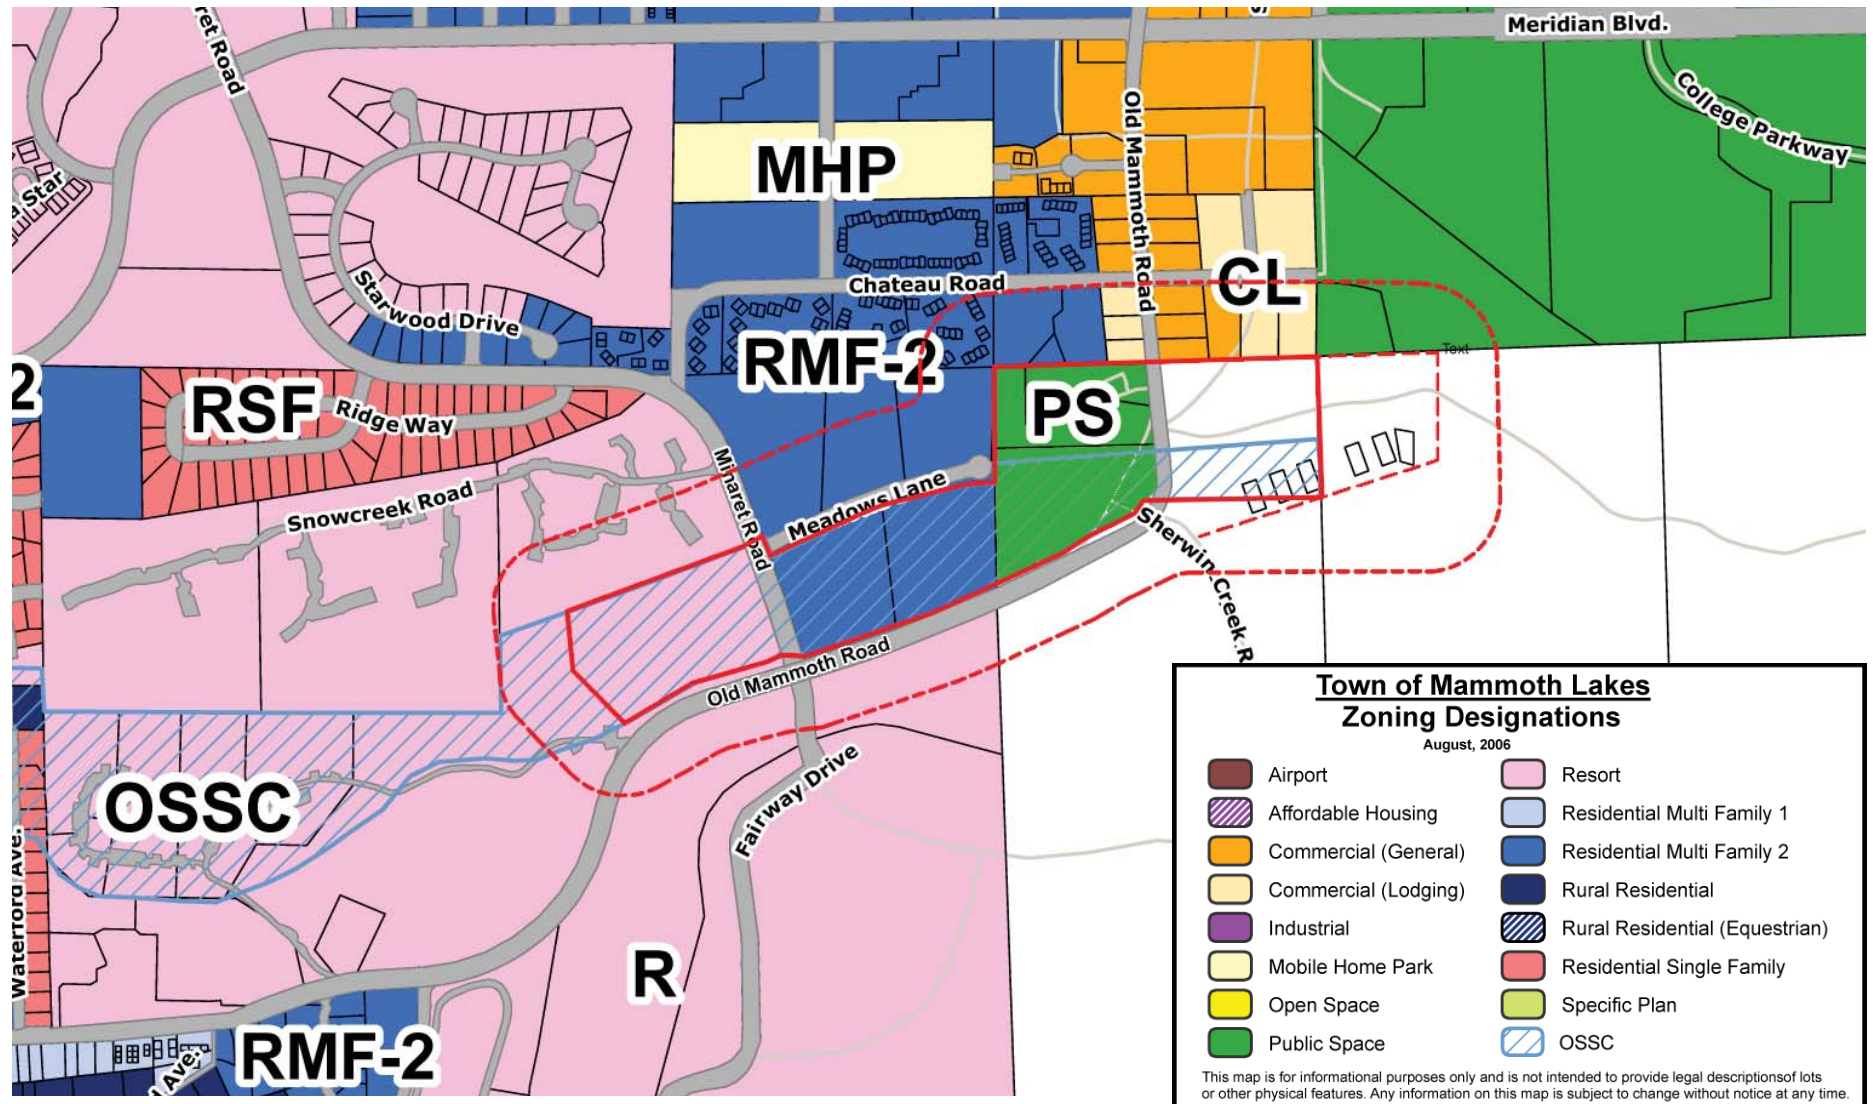 ret Road
S
Meridian Blvd.
College Parkway
Old Mammoth Road
MHP
a Star
CL
Chateau Road
Starwood Drive
RMF-2
Text
2
RSF
Ridge Way
PS
Minaret Road
Meadows Lane
Snowcreek Road
Sherwin Creek R
Old Mammoth Road
Fairway Drive
OSSC
Waterford Ave.
R
RMF-2
d Ave.
Town of Mammoth Lakes
Zoning Designations
August, 2006
Airport
Affordable Housing
Commercial (General)
Commercial (Lodging)
Industrial
Mobile Home Park
Open Space
Public Space
Resort
Residential Multi Family 1
Residential Multi Family 2
Rural Residential
Rural Residential (Equestrian)
Residential Single Family
Specific Plan
OSSC
This map is for informational purposes only and is not intended to provide legal descriptionsof lots
or other physical features. Any information on this map is subject to change without notice at any time.